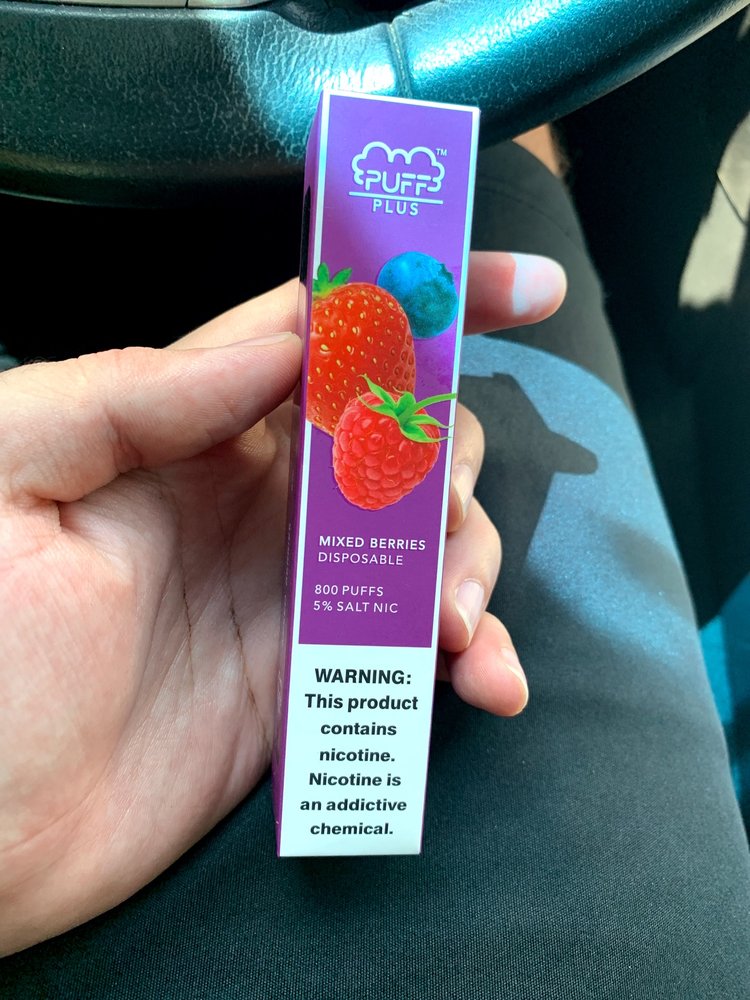 PUFF™
PLUS
MIXED BERRIES
DISPOSABLE
800 PUFFS
5% SALT NIC
WARNING:
This product
contains
nicotine.
Nicotine is
an addictive
chemical.